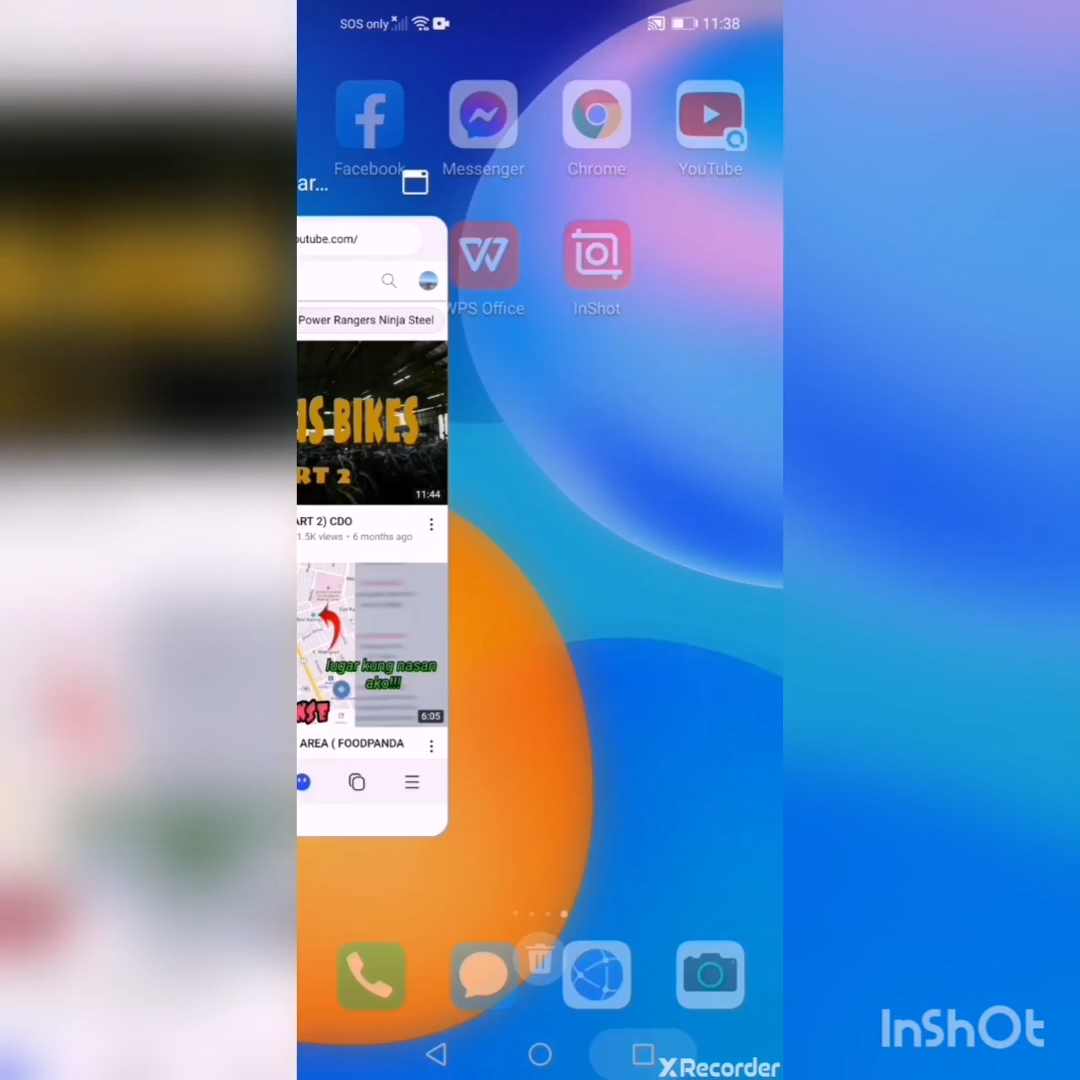 SOS only
11:38
Facebook
Messenger
Chrome
YouTube
ar...
outube.com/
WPS Office
InShot
Power Rangers Ninja Steel
IS BIKES
RT 2
11:44
ART 2) CDO
1.5K views • 6 months ago
lugar kung nasan
ako!!!
6:05
AREA ( FOODPANDA
InShOt
XRecorder